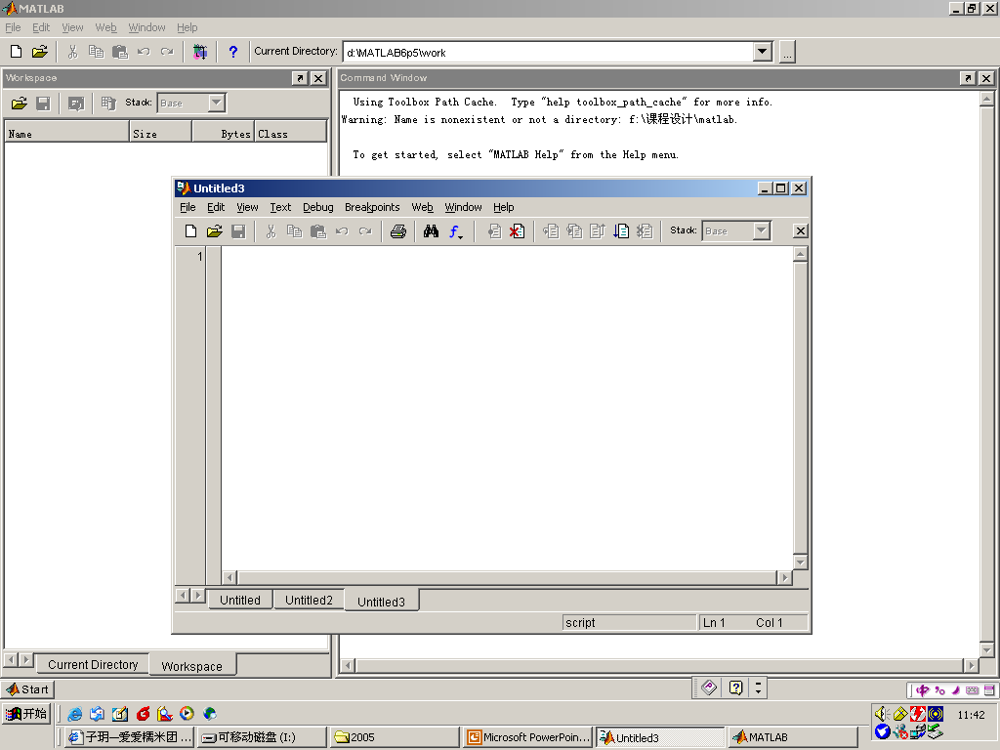 MATLAB
File Edit View Web Window Help
Current Directory: d:\MATLAB6p5\work ...
Workspace
Stack: Base
Name Size Bytes Class
Command Window
Using Toolbox Path Cache. Type "help toolbox_path_cache" for more info.
Warning: Name is nonexistent or not a directory: f:\课程设计\matlab.
To get started, select "MATLAB Help" from the Help menu.
Untitled3
File Edit View Text Debug Breakpoints Web Window Help
Stack: Base
1
Untitled Untitled2 Untitled3
script Ln 1 Col 1
Current Directory Workspace
Start
中
开始
11:42
子玥—爱爱糯米团 ... 可移动磁盘 (I:) 2005 Microsoft PowerPoin... Untitled3 MATLAB